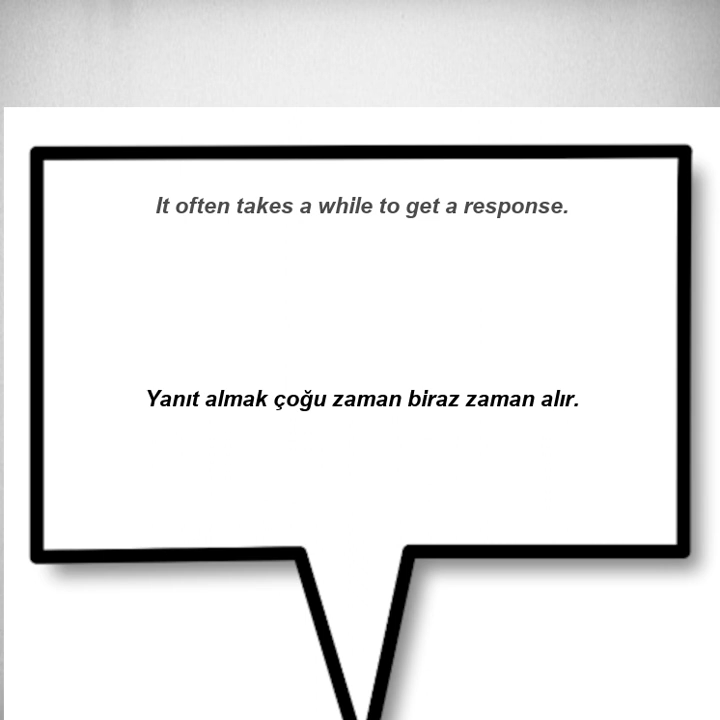 It often takes a while to get a response.
Yanıt almak çoğu zaman biraz zaman alır.